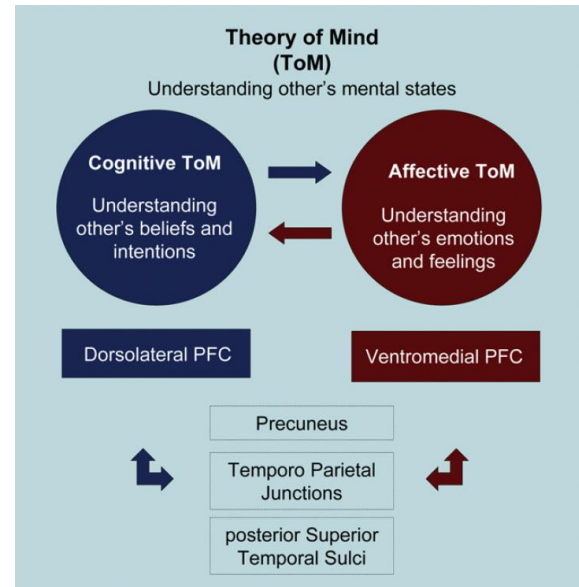 Theory of Mind
(ToM)
Understanding other's mental states
Cognitive ToM
Understanding
other's beliefs and
intentions
Affective ToM
Understanding
other's emotions
and feelings
Dorsolateral PFC
Ventromedial PFC
Precuneus
Temporo Parietal
Junctions
posterior Superior
Temporal Sulci